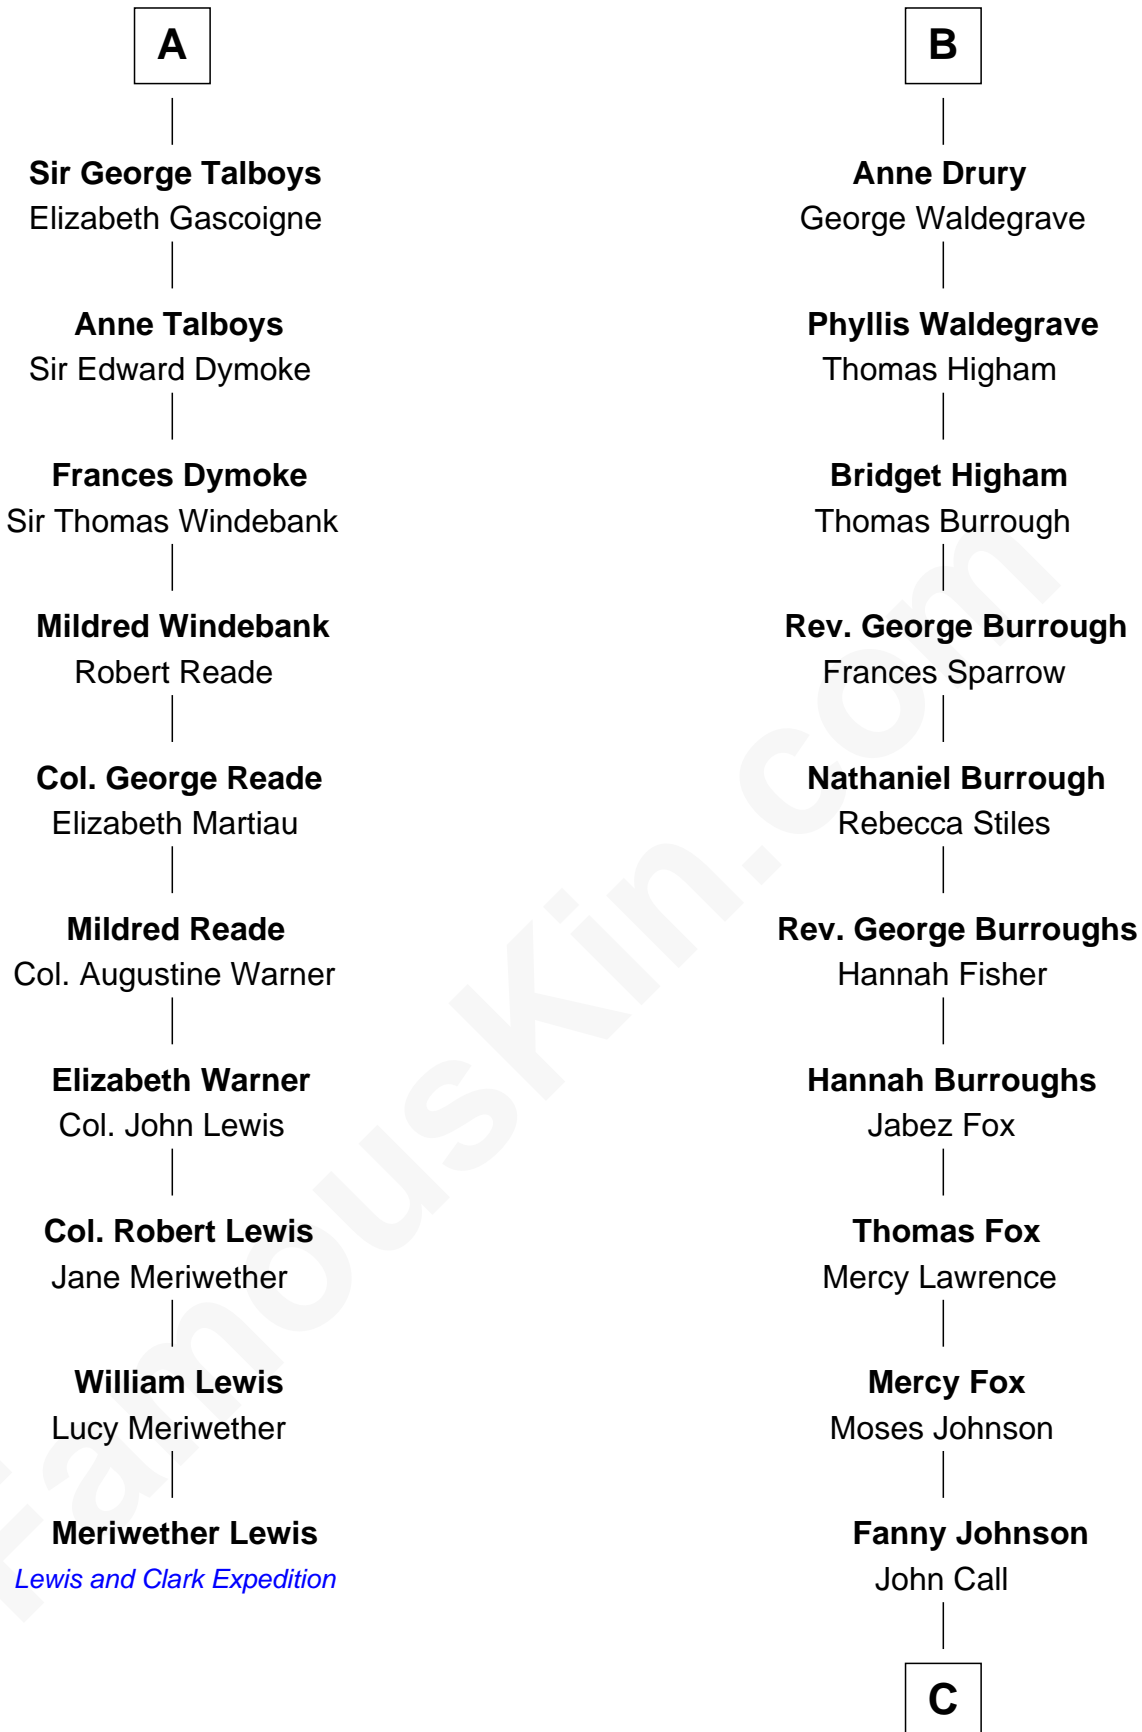 A
Sir George Talboys
Elizabeth Gascoigne
Anne Talboys
Sir Edward Dymoke
Frances Dymoke
Sir Thomas Windebank
Mildred Windebank
Robert Reade
Col. George Reade
Elizabeth Martiau
Mildred Reade
Col. Augustine Warner
Elizabeth Warner
Col. John Lewis
Col. Robert Lewis
Jane Meriwether
William Lewis
Lucy Meriwether
Meriwether Lewis
Lewis and Clark Expedition
B
Anne Drury
George Waldegrave
Phyllis Waldegrave
Thomas Higham
Bridget Higham
Thomas Burrough
Rev. George Burrough
Frances Sparrow
Nathaniel Burrough
Rebecca Stiles
Rev. George Burroughs
Hannah Fisher
Hannah Burroughs
Jabez Fox
Thomas Fox
Mercy Lawrence
Mercy Fox
Moses Johnson
Fanny Johnson
John Call
C
FamousKin.com